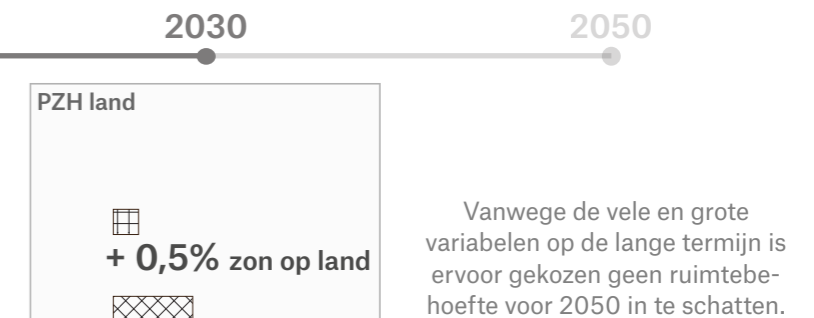 2030
2050
PZH land
+ 0,5% zon op land
Vanwege de vele en grote
variabelen op de lange termijn is
ervoor gekozen geen ruimtebe-
hoefte voor 2050 in te schatten.